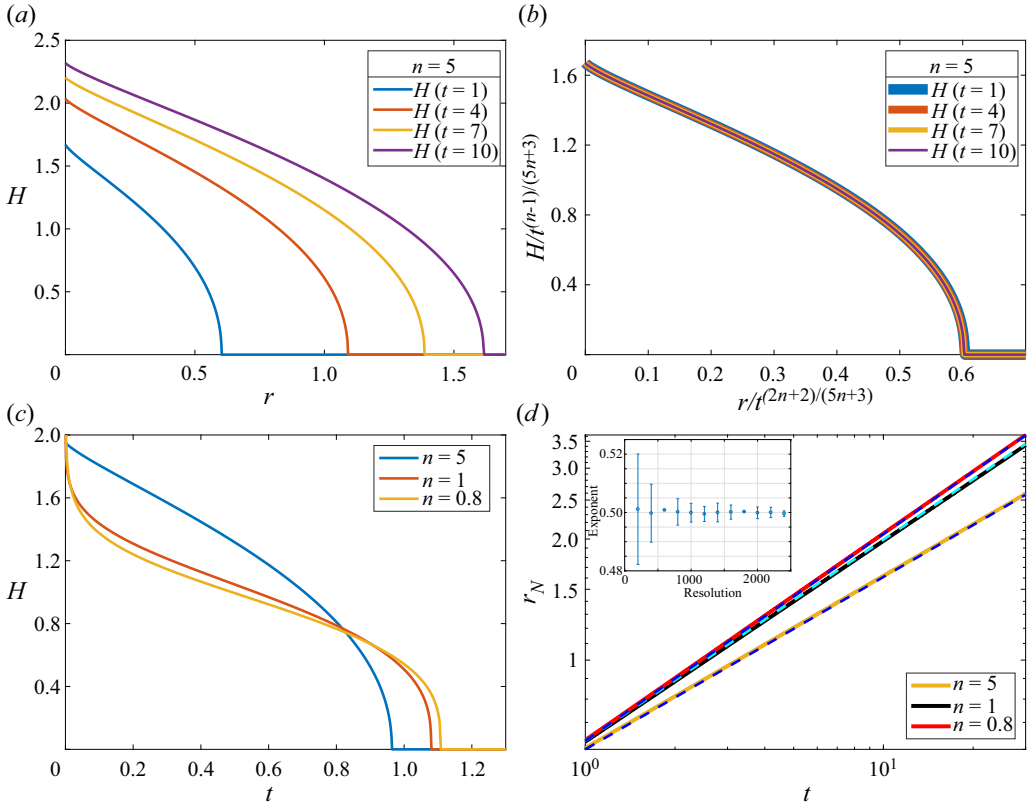 (a)
2.5
2.0
1.5
1.0
0.5
0
0.5
1.0
1.5
H
r
n = 5
H (t = 1)
H (t = 4)
H (t = 7)
H (t = 10)
(b)
1.6
1.2
0.8
0.4
0
0.1
0.2
0.3
0.4
0.5
0.6
H/t^(n-1)/(5n+3)
r/t^(2n+2)/(5n+3)
n = 5
H (t = 1)
H (t = 4)
H (t = 7)
H (t = 10)
(c)
2.0
1.6
1.2
0.8
0.4
0
0.2
0.4
0.6
0.8
1.0
1.2
H
t
n = 5
n = 1
n = 0.8
(d)
3.5
3.0
2.5
2.0
1.5
1
10^0
10^1
r_N
t
0.52
0.50
0.48
0
1000
2000
Exponent
Resolution
n = 5
n = 1
n = 0.8